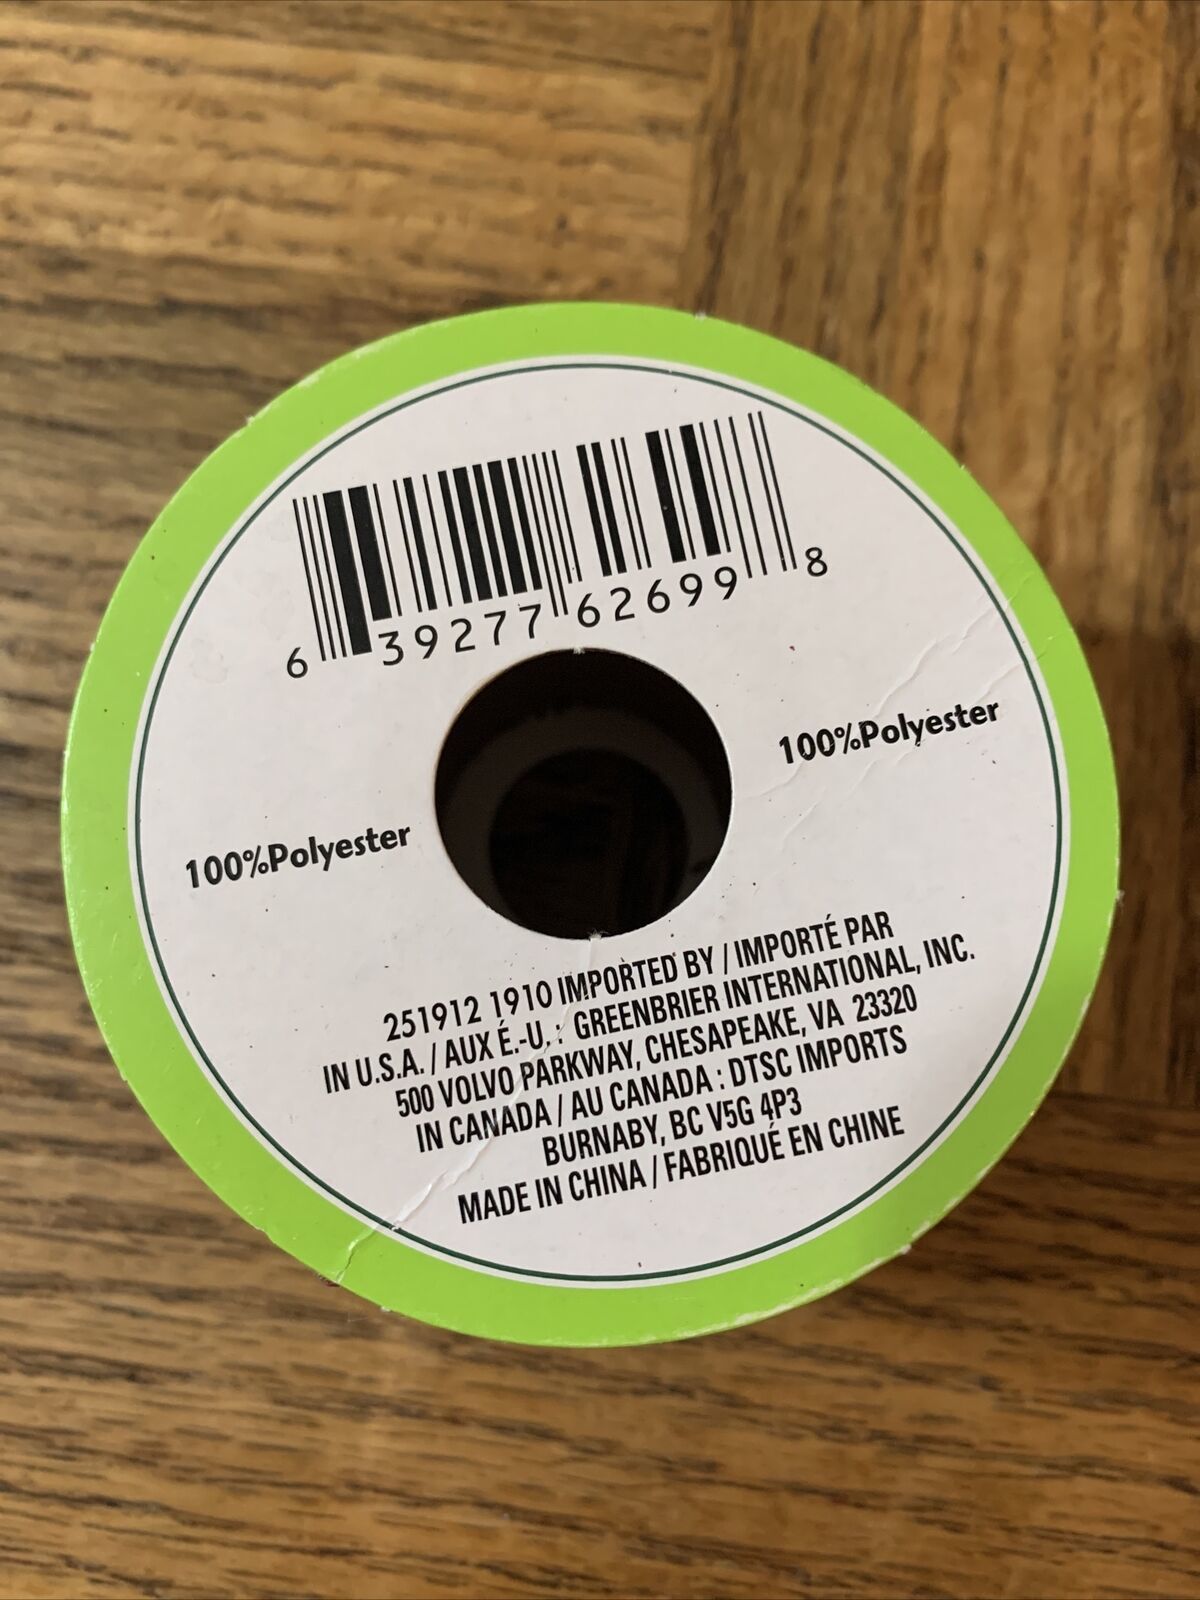 6 39277 62699 8
100%Polyester
100%Polyester
251912 1910 IMPORTED BY / IMPORTÉ PAR
IN U.S.A. / AUX É.-U. : GREENBRIER INTERNATIONAL, INC.
500 VOLVO PARKWAY, CHESAPEAKE, VA 23320
IN CANADA / AU CANADA : DTSC IMPORTS
BURNABY, BC V5G 4P3
MADE IN CHINA / FABRIQUÉ EN CHINE